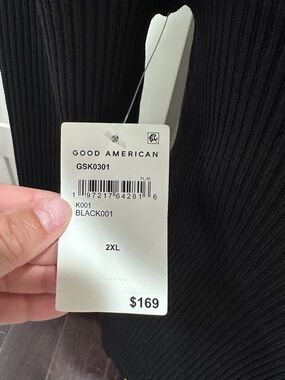 GOOD AMERICAN
GSK0301
1 97217 64281 6
K001
BLACK001
2XL
$169